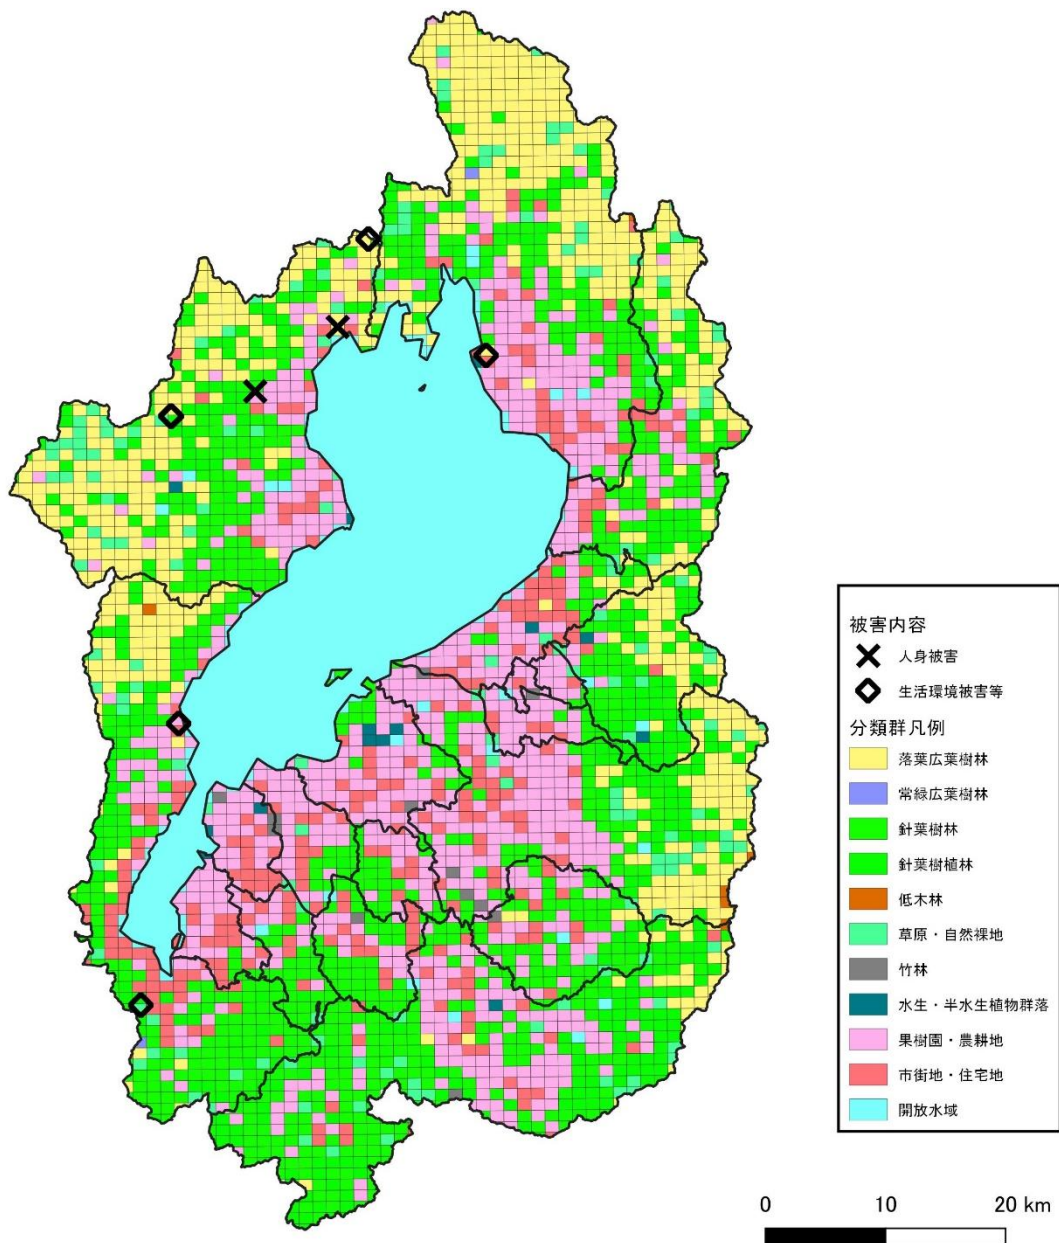 被害内容
人身被害
生活環境被害等
分類群凡例
落葉広葉樹林
常緑広葉樹林
針葉樹林
針葉樹植林
低木林
草原・自然裸地
竹林
水生・半水生植物群落
果樹園・農耕地
市街地・住宅地
開放水域
0 10 20 km